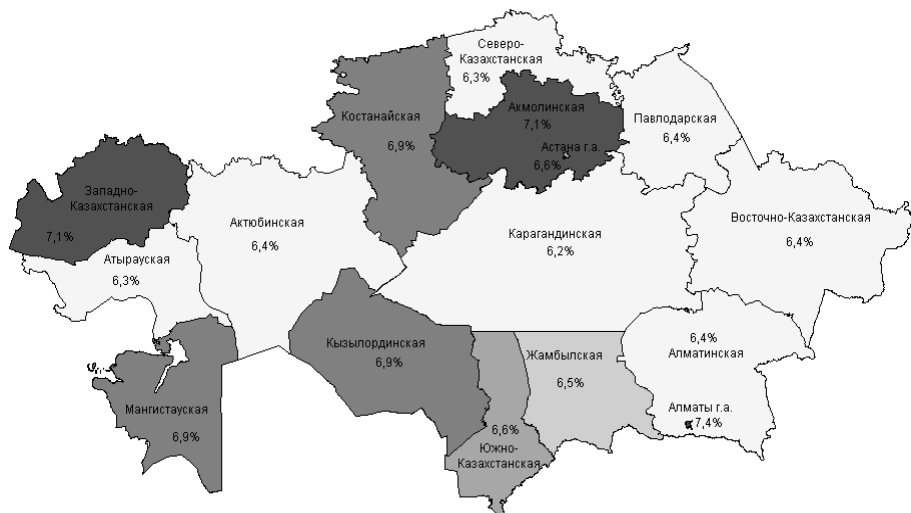 Северо-
Казахстанская
6,3%
Костанайская
6,9%
Акмолинская
7,1%
Астана г.а.
6,6%
Павлодарская
6,4%
Западно-
Казахстанская
7,1%
Актюбинская
6,4%
Карагандинская
6,2%
Восточно-Казахстанская
6,4%
Атырауская
6,3%
Кызылординская
6,9%
Жамбылская
6,5%
6,4%
Алматинская
Мангистауская
6,9%
6,6%
Южно-
Казахстанская
Алматы г.а.
7,4%